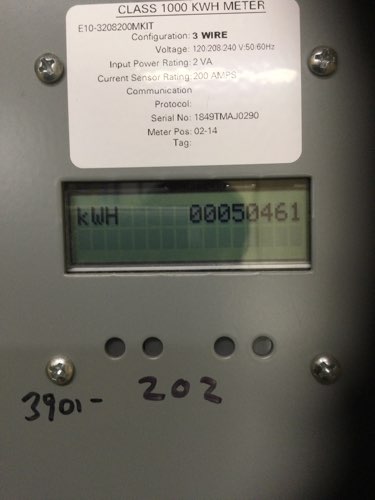 CLASS 1000 KWH METER
E10-3208200MKIT
Configuration: 3 WIRE
Voltage: 120:208:240 V:50:60Hz
Input Power Rating: 2 VA
Current Sensor Rating: 200 AMPS
Communication
Protocol:
Serial No: 1849TMAJ0290
Meter Pos: 02-14
Tag:
kWH 00050461
3901- 202